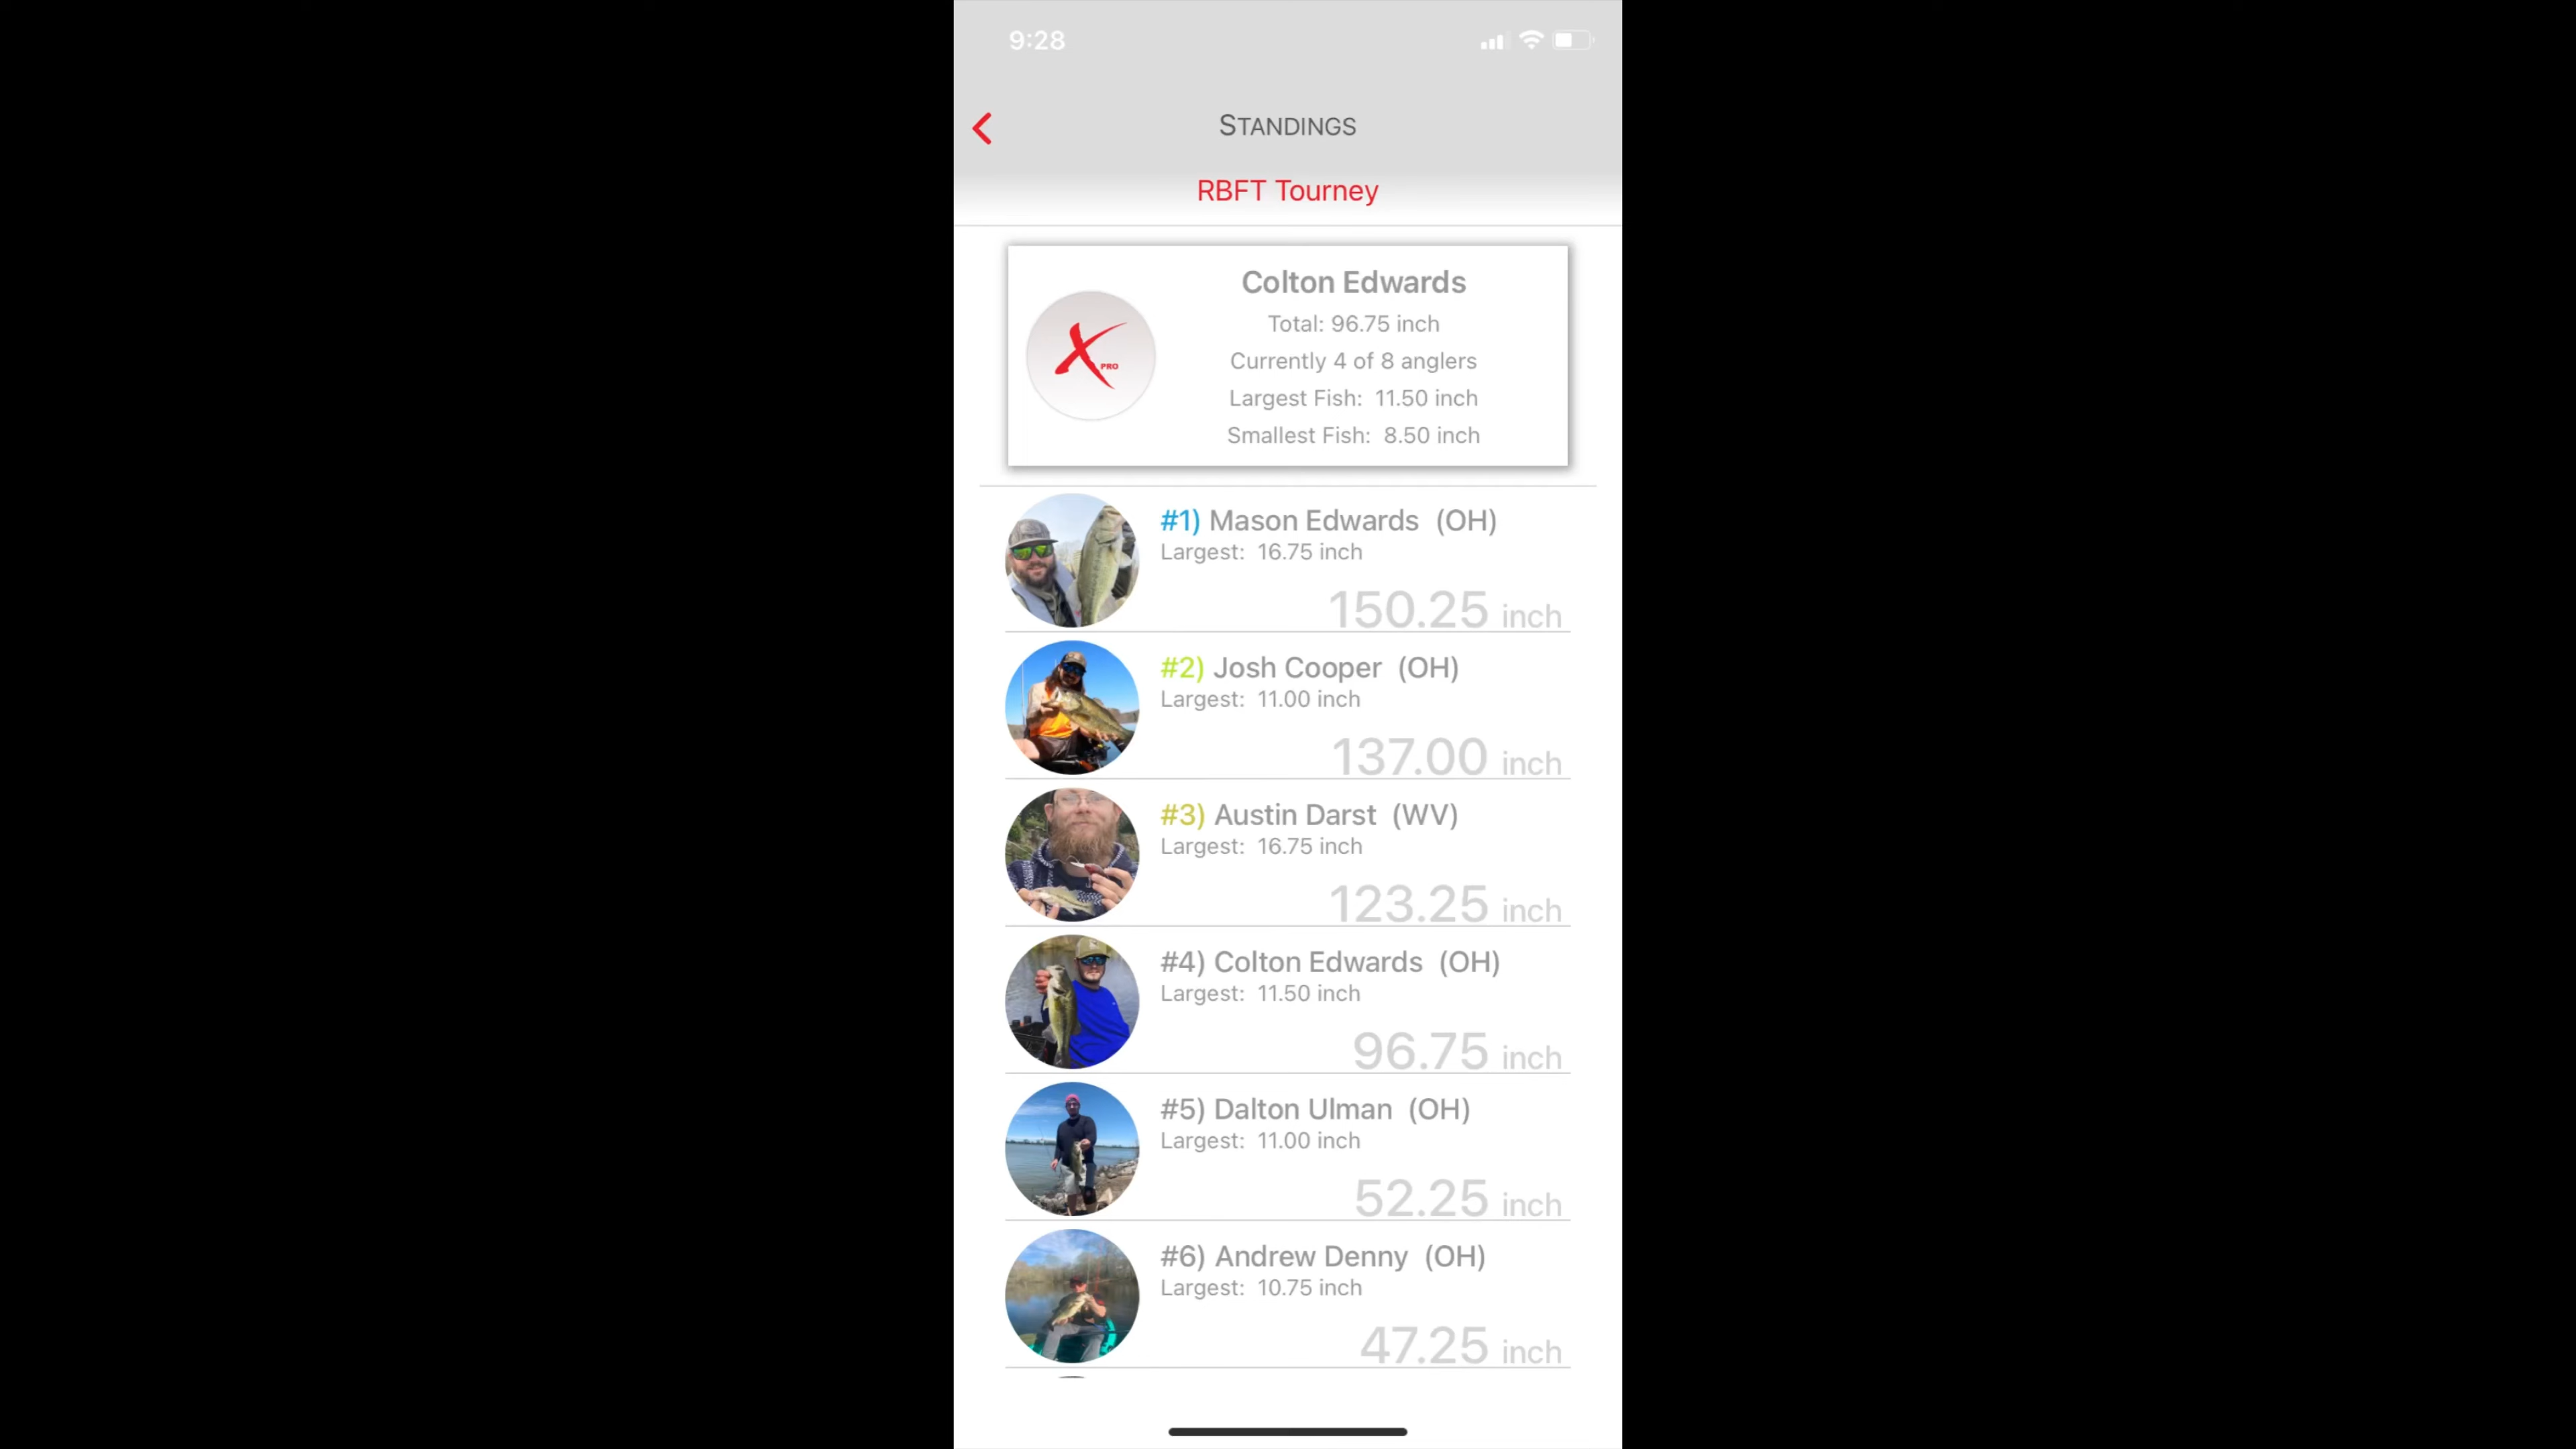 9:28
STANDINGS
RBFT Tourney
Colton Edwards
Total: 96.75 inch
Currently 4 of 8 anglers
Largest Fish: 11.50 inch
Smallest Fish: 8.50 inch
X PRO
#1) Mason Edwards (OH)
Largest: 16.75 inch
150.25 inch
#2) Josh Cooper (OH)
Largest: 11.00 inch
137.00 inch
#3) Austin Darst (WV)
Largest: 16.75 inch
123.25 inch
#4) Colton Edwards (OH)
Largest: 11.50 inch
96.75 inch
#5) Dalton Ulman (OH)
Largest: 11.00 inch
52.25 inch
#6) Andrew Denny (OH)
Largest: 10.75 inch
47.25 inch